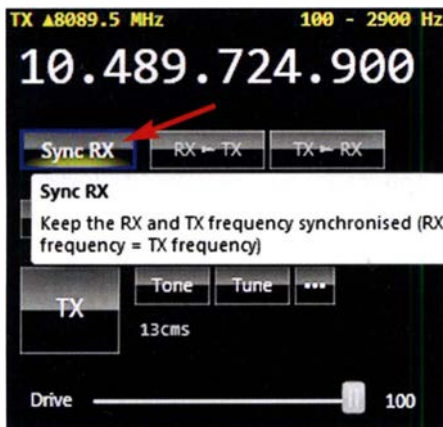 TX ▲8089.5 MHz 100 - 2900 Hz
10.489.724.900
Sync RX RX ← TX TX ← RX
Sync RX
Keep the RX and TX frequency synchronised (RX
frequency = TX frequency)
TX Tone Tune ...
13cms
Drive 100